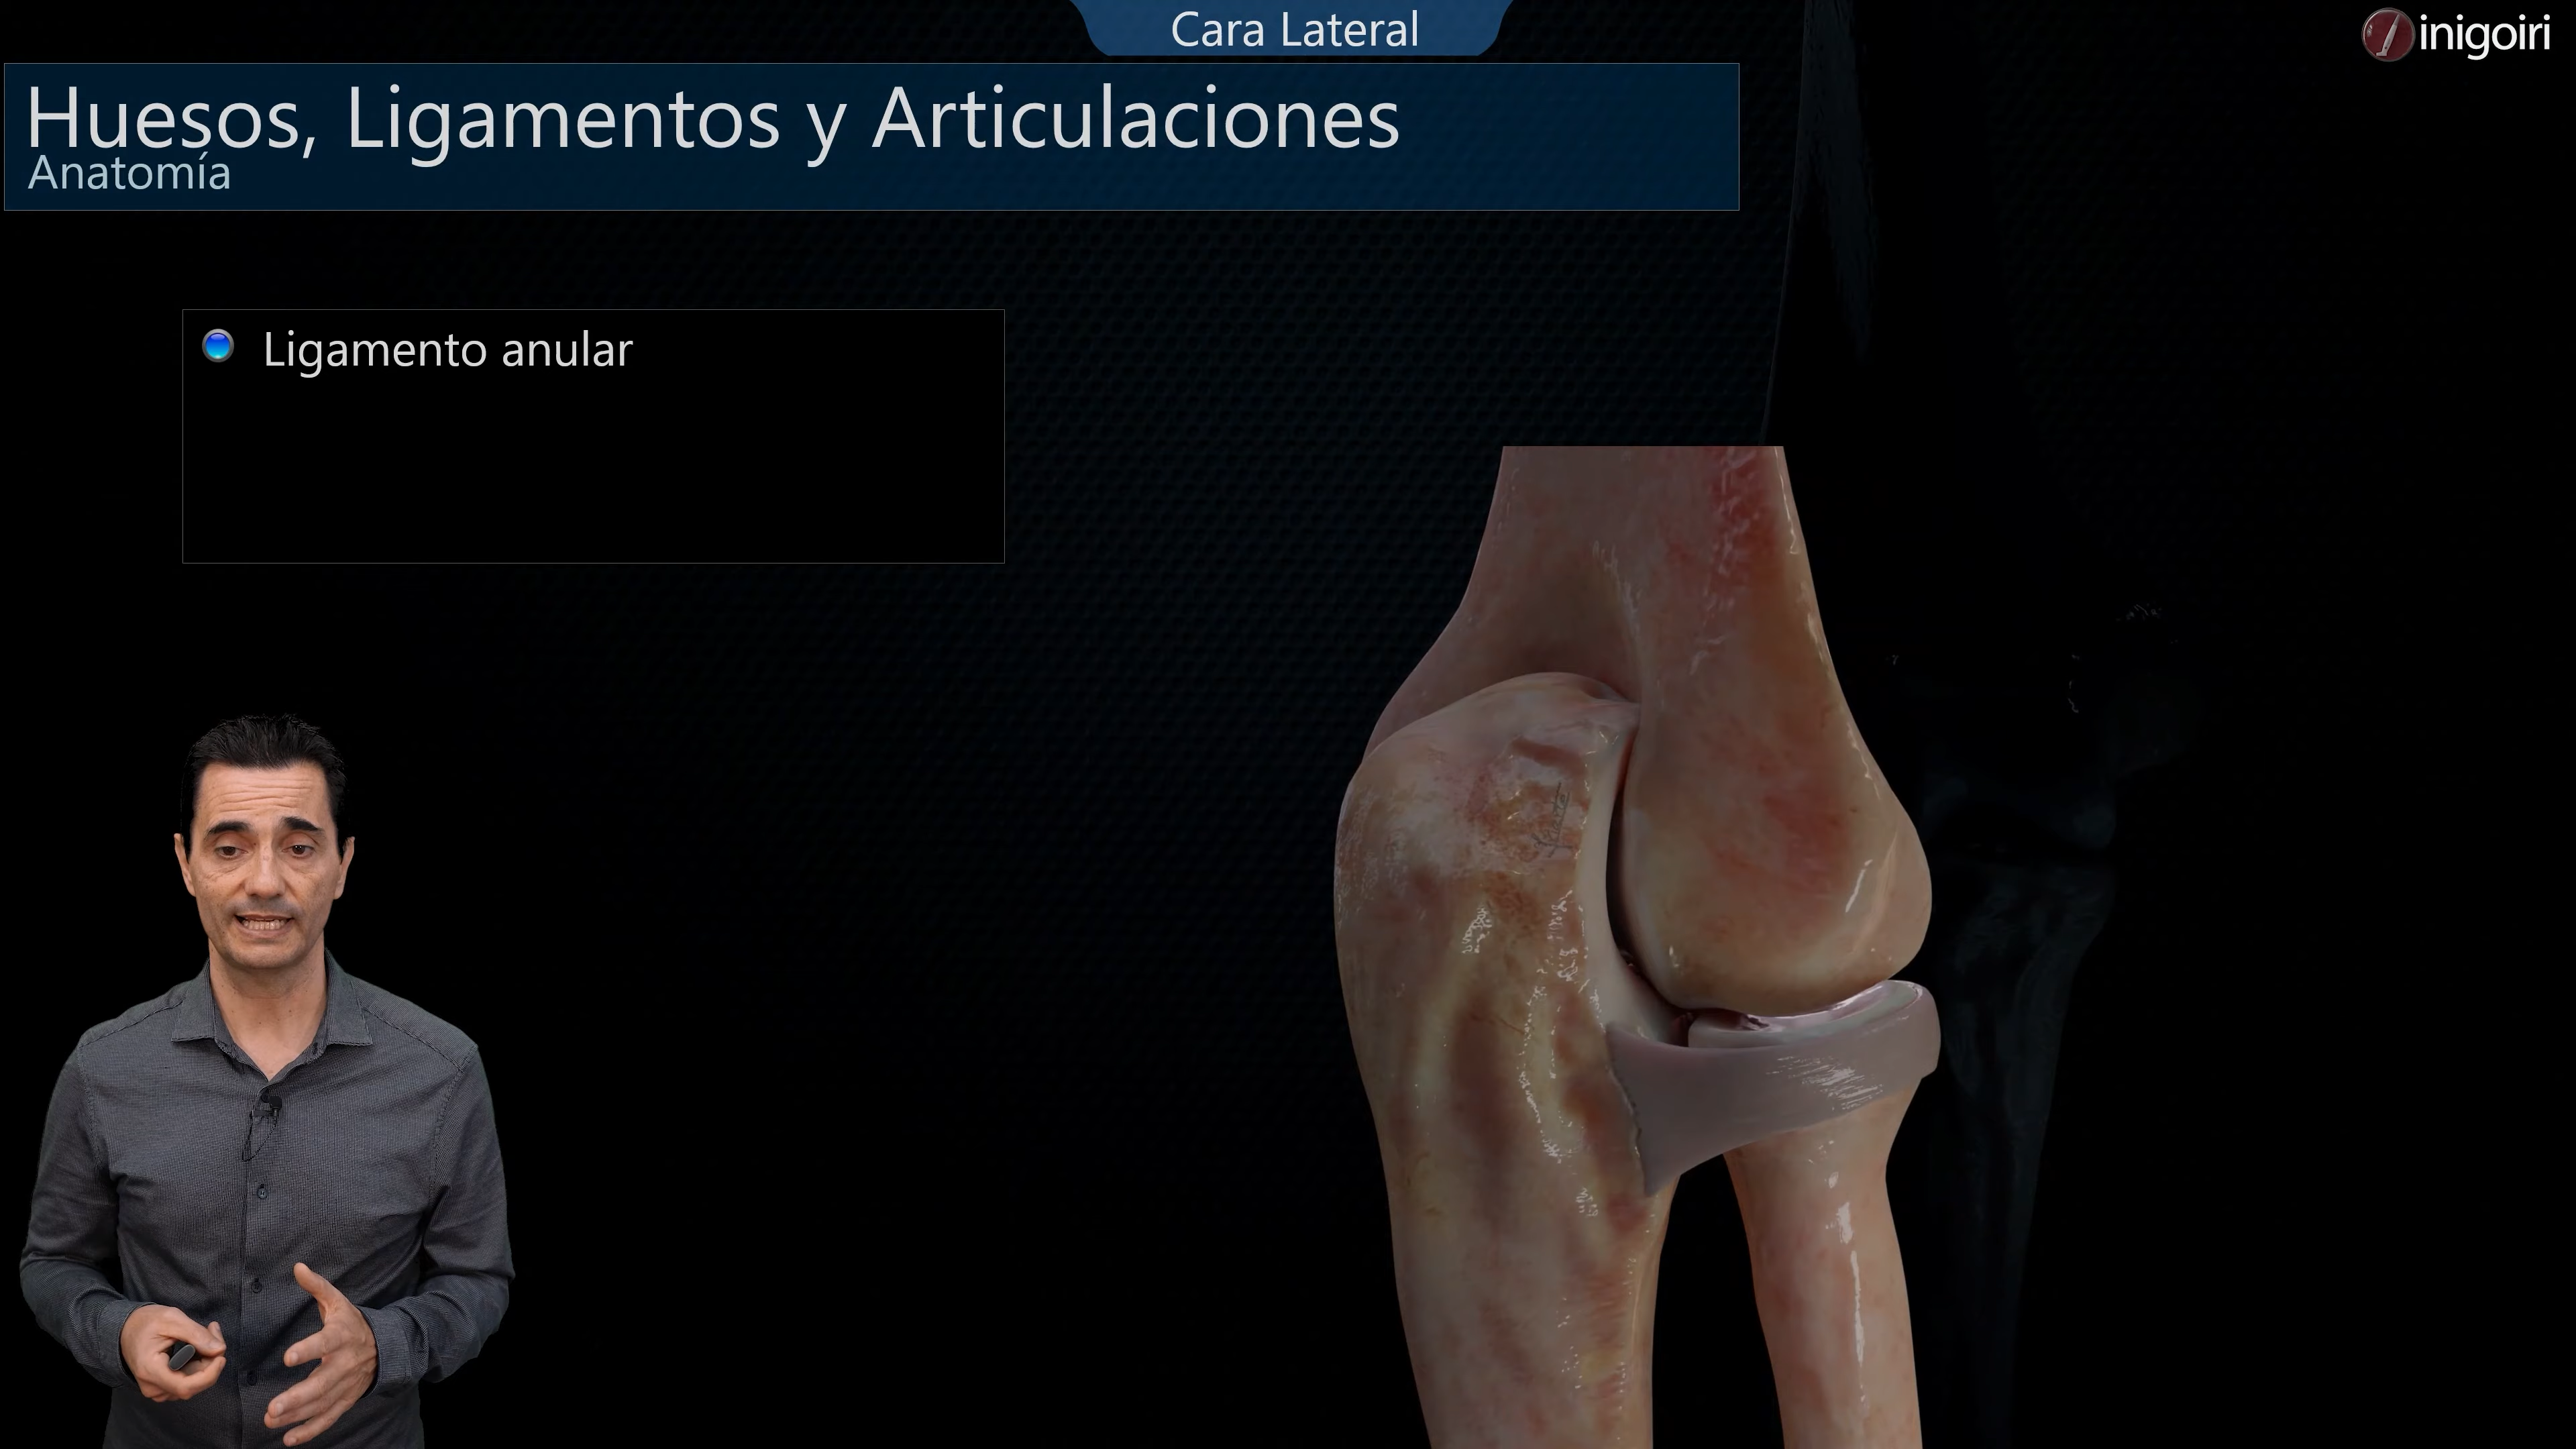 Cara Lateral
inigoiri
Huesos, Ligamentos y Articulaciones
Anatomía
Ligamento anular